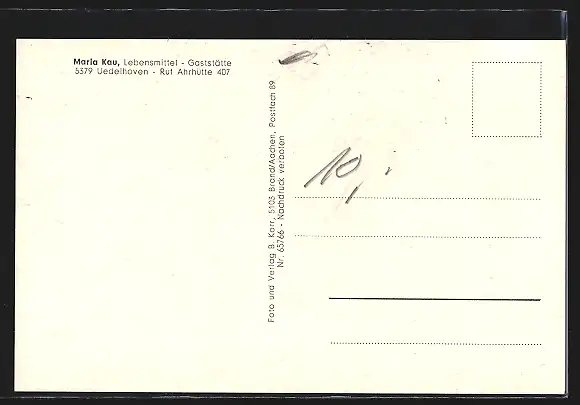 Maria Kau, Lebensmittel - Gaststätte
5379 Uedelhoven - Ruf Ahrhütte 407
Foto und Verlag B. Korr, 5105 Brand/Aachen, Postfach 89
Nr. 65766 - Nachdruck verboten
10,-